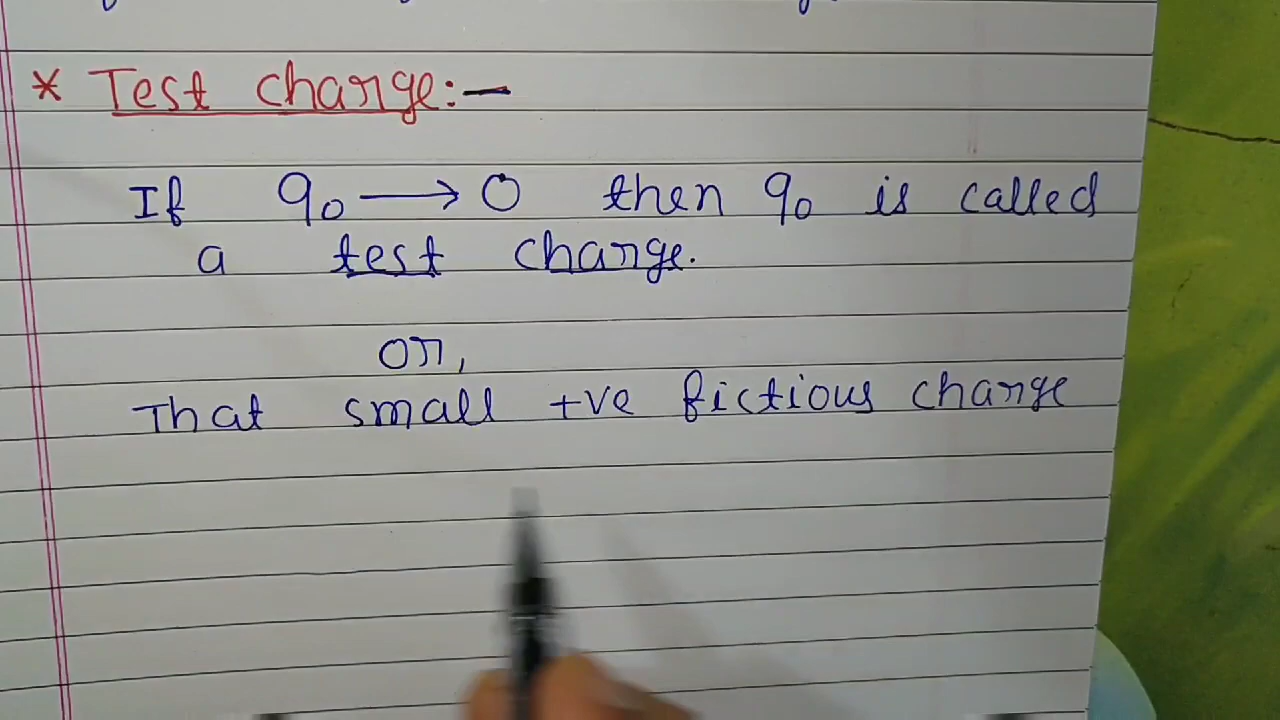 * Test charge:-
If q₀ → 0 then q₀ is called
a test charge.
or,
That small +ve fictious charge